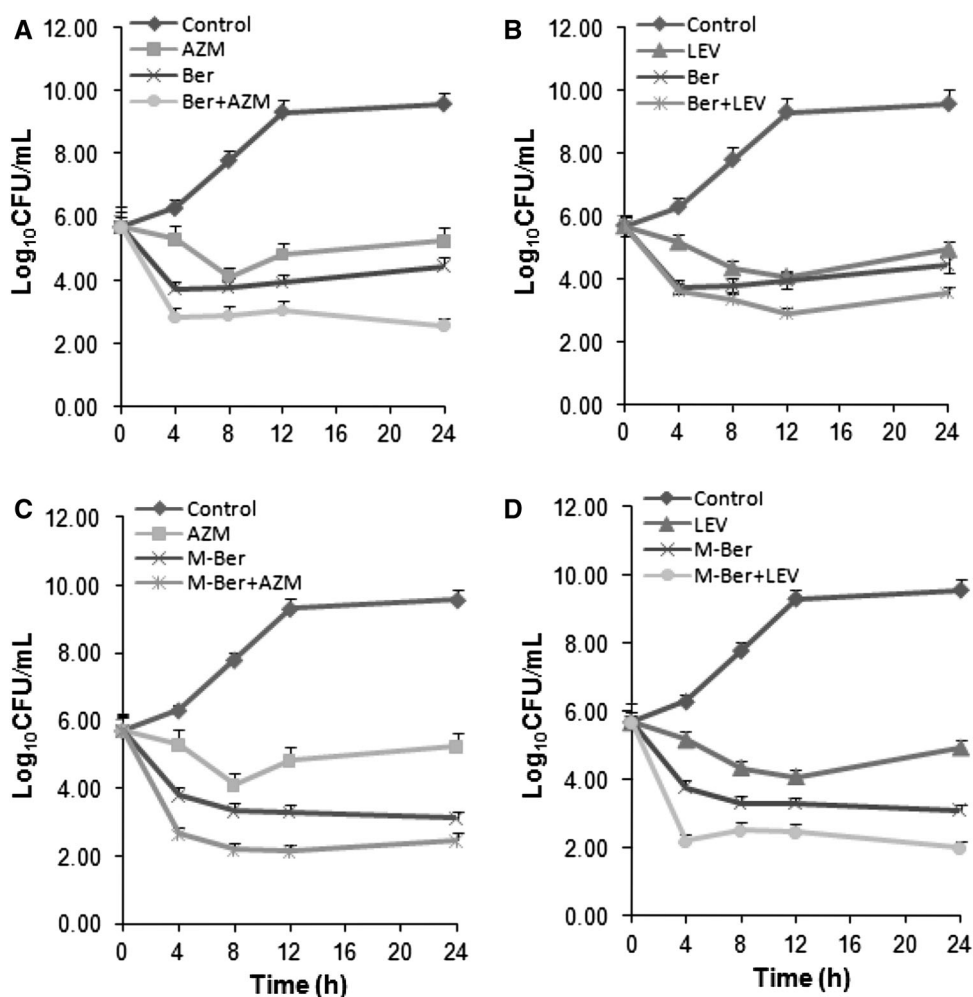 A
12.00
10.00
8.00
6.00
4.00
2.00
0.00
Log10CFU/mL
0 4 8 12 16 20 24
Control
AZM
Ber
Ber+AZM
B
12.00
10.00
8.00
6.00
4.00
2.00
0.00
Log10CFU/mL
0 4 8 12 16 20 24
Control
LEV
Ber
Ber+LEV
C
12.00
10.00
8.00
6.00
4.00
2.00
0.00
Log10CFU/mL
0 4 8 12 16 20 24
Time (h)
Control
AZM
M-Ber
M-Ber+AZM
D
12.00
10.00
8.00
6.00
4.00
2.00
0.00
Log10CFU/mL
0 4 8 12 16 20 24
Time (h)
Control
LEV
M-Ber
M-Ber+LEV